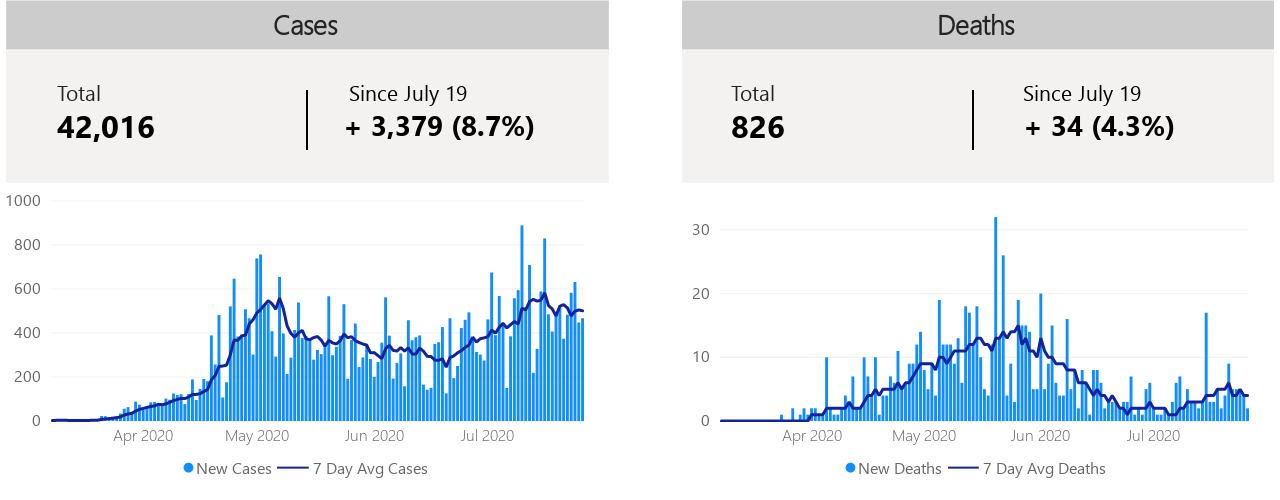 Cases
Total
Since July 19
42,016
+ 3,379 (8.7%)
1000
800
600
400
200
0
Apr 2020
May 2020
Jun 2020
Jul 2020
New Cases
7 Day Avg Cases
Deaths
Total
Since July 19
826
+ 34 (4.3%)
30
20
10
0
Apr 2020
May 2020
Jun 2020
Jul 2020
New Deaths
7 Day Avg Deaths